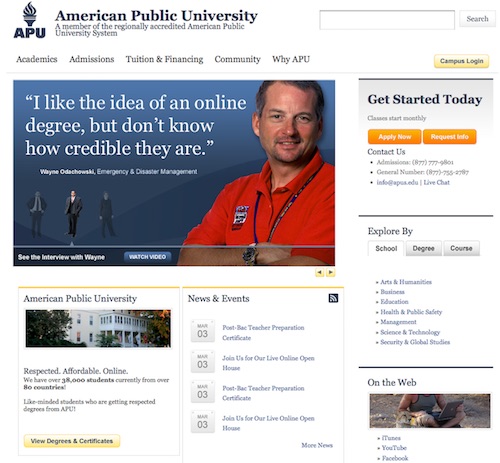 APU
American Public University
A member of the regionally accredited American Public
University System
Search
Academics Admissions Tuition & Financing Community Why APU
Campus Login
“I like the idea of an online
degree, but don’t know
how credible they are.”
Wayne Odachowski, Emergency & Disaster Management
See the Interview with Wayne
WATCH VIDEO
Get Started Today
Classes start monthly
Apply Now
Request Info
Contact Us
Admissions: (877) 777-9801
General Number: (877)-755-2787
info@apus.edu | Live Chat
Explore By
School Degree Course
» Arts & Humanities
» Business
» Education
» Health & Public Safety
» Management
» Science & Technology
» Security & Global Studies
American Public University
Respected. Affordable. Online.
We have over 38,000 students currently from over
80 countries!
Like-minded students who are getting respected
degrees from APU!
View Degrees & Certificates
News & Events
MAR
03
Post-Bac Teacher Preparation
Certificate
MAR
03
Join Us for Our Live Online Open
House
MAR
03
Post-Bac Teacher Preparation
Certificate
MAR
03
Join Us for Our Live Online Open
House
More News
On the Web
» iTunes
» YouTube
» Facebook